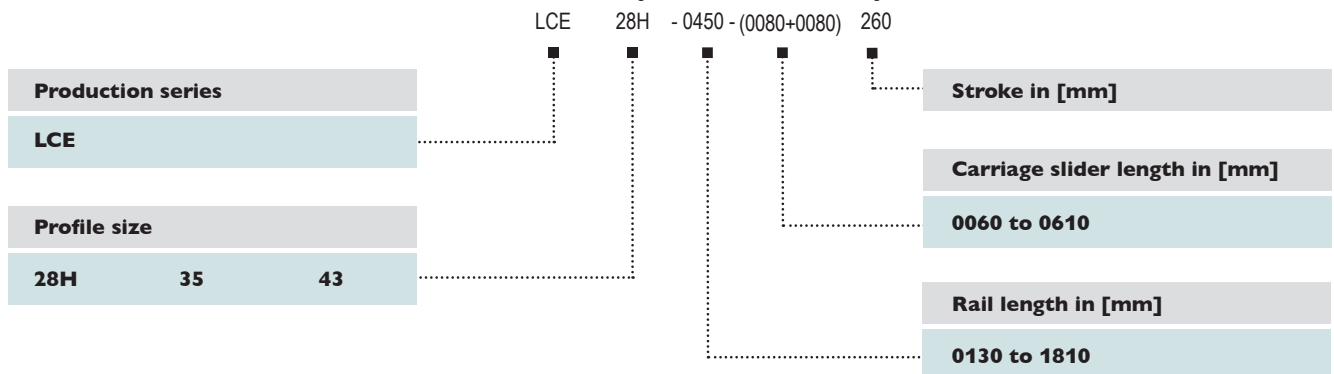 LCE 28H - 0450 - (0080+0080) 260
Production series
LCE
Profile size
28H 35 43
Stroke in [mm]
Carriage slider length in [mm]
0060 to 0610
Rail length in [mm]
0130 to 1810